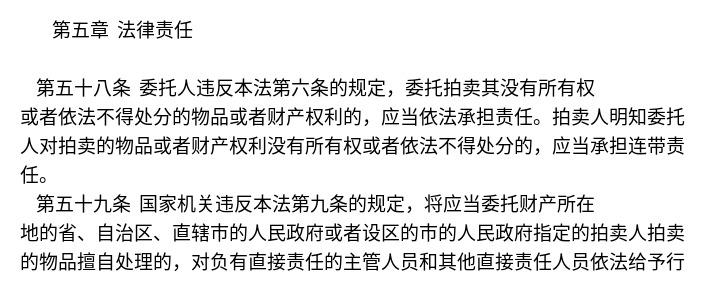 第五章 法律责任
第五十八条 委托人违反本法第六条的规定，委托拍卖其没有所有权
或者依法不得处分的物品或者财产权利的，应当依法承担责任。拍卖人明知委托
人对拍卖的物品或者财产权利没有所有权或者依法不得处分的，应当承担连带责
任。
第五十九条 国家机关违反本法第九条的规定，将应当委托财产所在
地的省、自治区、直辖市的人民政府或者设区的市的人民政府指定的拍卖人拍卖
的物品擅自处理的，对负有直接责任的主管人员和其他直接责任人员依法给予行